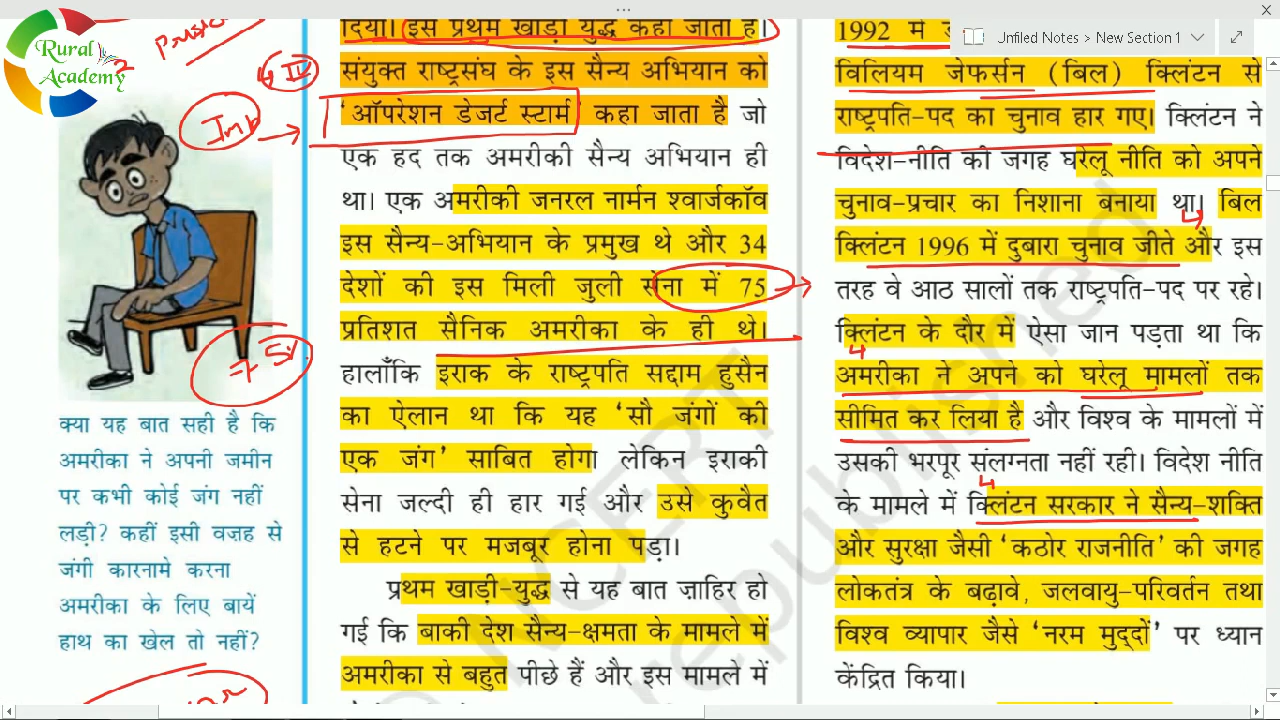 Rural
Academy
...
Jnfiled Notes > New Section 1
Imp
IV
75%
क्या यह बात सही है कि
अमरीका ने अपनी जमीन
पर कभी कोई जंग नहीं
लड़ी? कहीं इसी वज़ह से
जंगी कारनामे करना
अमरीका के लिए बायें
हाथ का खेल तो नहीं?
दिया। इस प्रथम खाड़ी युद्ध कहा जाता है।
संयुक्त राष्ट्रसंघ के इस सैन्य अभियान को
'ऑपरेशन डेजर्ट स्टार्म' कहा जाता है जो
एक हद तक अमरीकी सैन्य अभियान ही
था। एक अमरीकी जनरल नार्मन श्वार्जकॉव
इस सैन्य-अभियान के प्रमुख थे और 34
देशों की इस मिली जुली सेना में 75
प्रतिशत सैनिक अमरीका के ही थे।
हालाँकि इराक के राष्ट्रपति सद्दाम हुसैन
का ऐलान था कि यह 'सौ जंगों की
एक जंग' साबित होगा लेकिन इराकी
सेना जल्दी ही हार गई और उसे कुवैत
से हटने पर मजबूर होना पड़ा।
प्रथम खाड़ी-युद्ध से यह बात ज़ाहिर हो
गई कि बाकी देश सैन्य-क्षमता के मामले में
अमरीका से बहुत पीछे हैं और इस मामले में
1992 में
विलियम जेफर्सन (बिल) क्लिंटन से
राष्ट्रपति-पद का चुनाव हार गए। क्लिंटन ने
विदेश-नीति की जगह घरेलू नीति को अपने
चुनाव-प्रचार का निशाना बनाया था। बिल
क्लिंटन 1996 में दुबारा चुनाव जीते और इस
तरह वे आठ सालों तक राष्ट्रपति-पद पर रहे।
क्लिंटन के दौर में ऐसा जान पड़ता था कि
अमरीका ने अपने को घरेलू मामलों तक
सीमित कर लिया है और विश्व के मामलों में
उसकी भरपूर संलग्नता नहीं रही। विदेश नीति
के मामले में क्लिंटन सरकार ने सैन्य-शक्ति
और सुरक्षा जैसी 'कठोर राजनीति' की जगह
लोकतंत्र के बढ़ावे, जलवायु-परिवर्तन तथा
विश्व व्यापार जैसे 'नरम मुद्दों' पर ध्यान
केंद्रित किया।
NCERT
republished